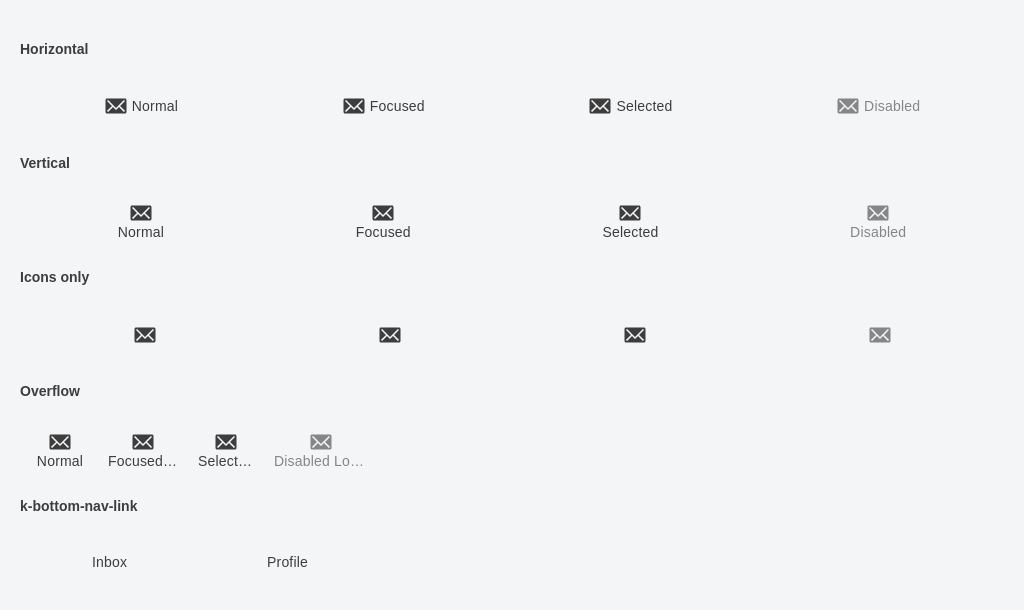 Horizontal
Normal Focused Selected Disabled
Vertical
Normal Focused Selected Disabled
Icons only
Overflow
Normal Focused… Select… Disabled Lo…
k-bottom-nav-link
Inbox Profile